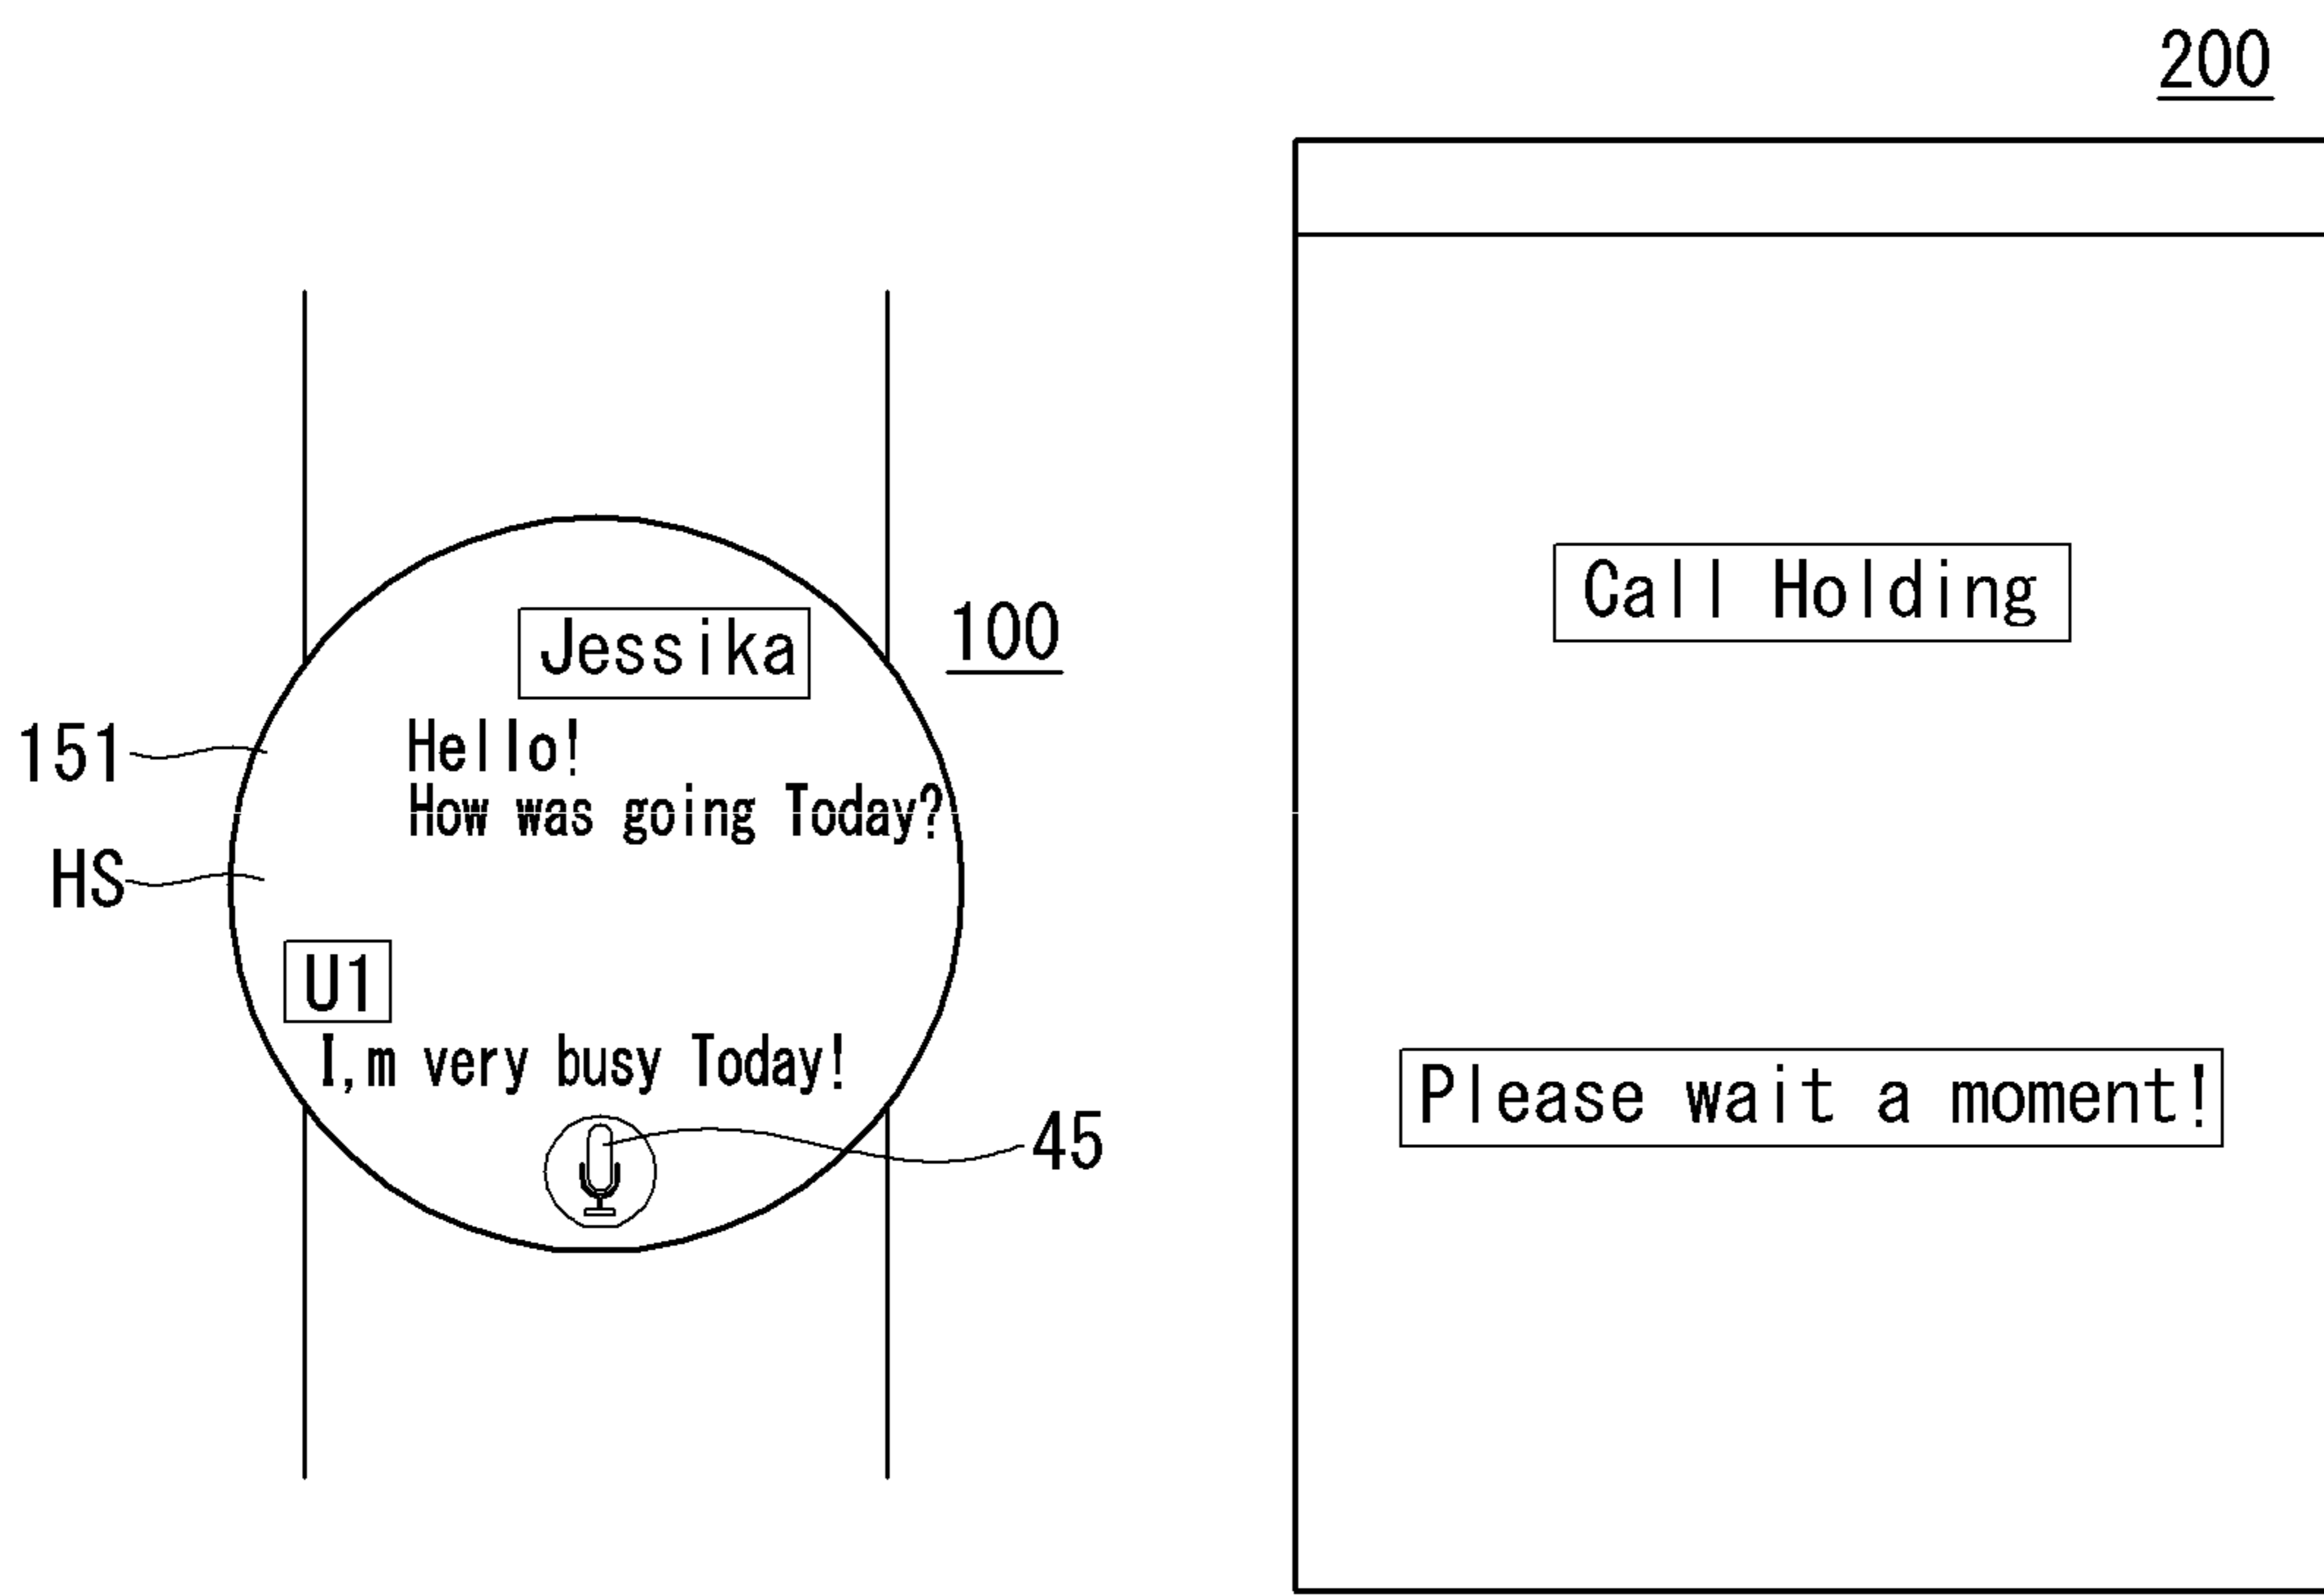 200
Call Holding
Jessika
100
151
Hello!
How was going Today?
HS
U1
I,m very busy Today!
Please wait a moment!
45